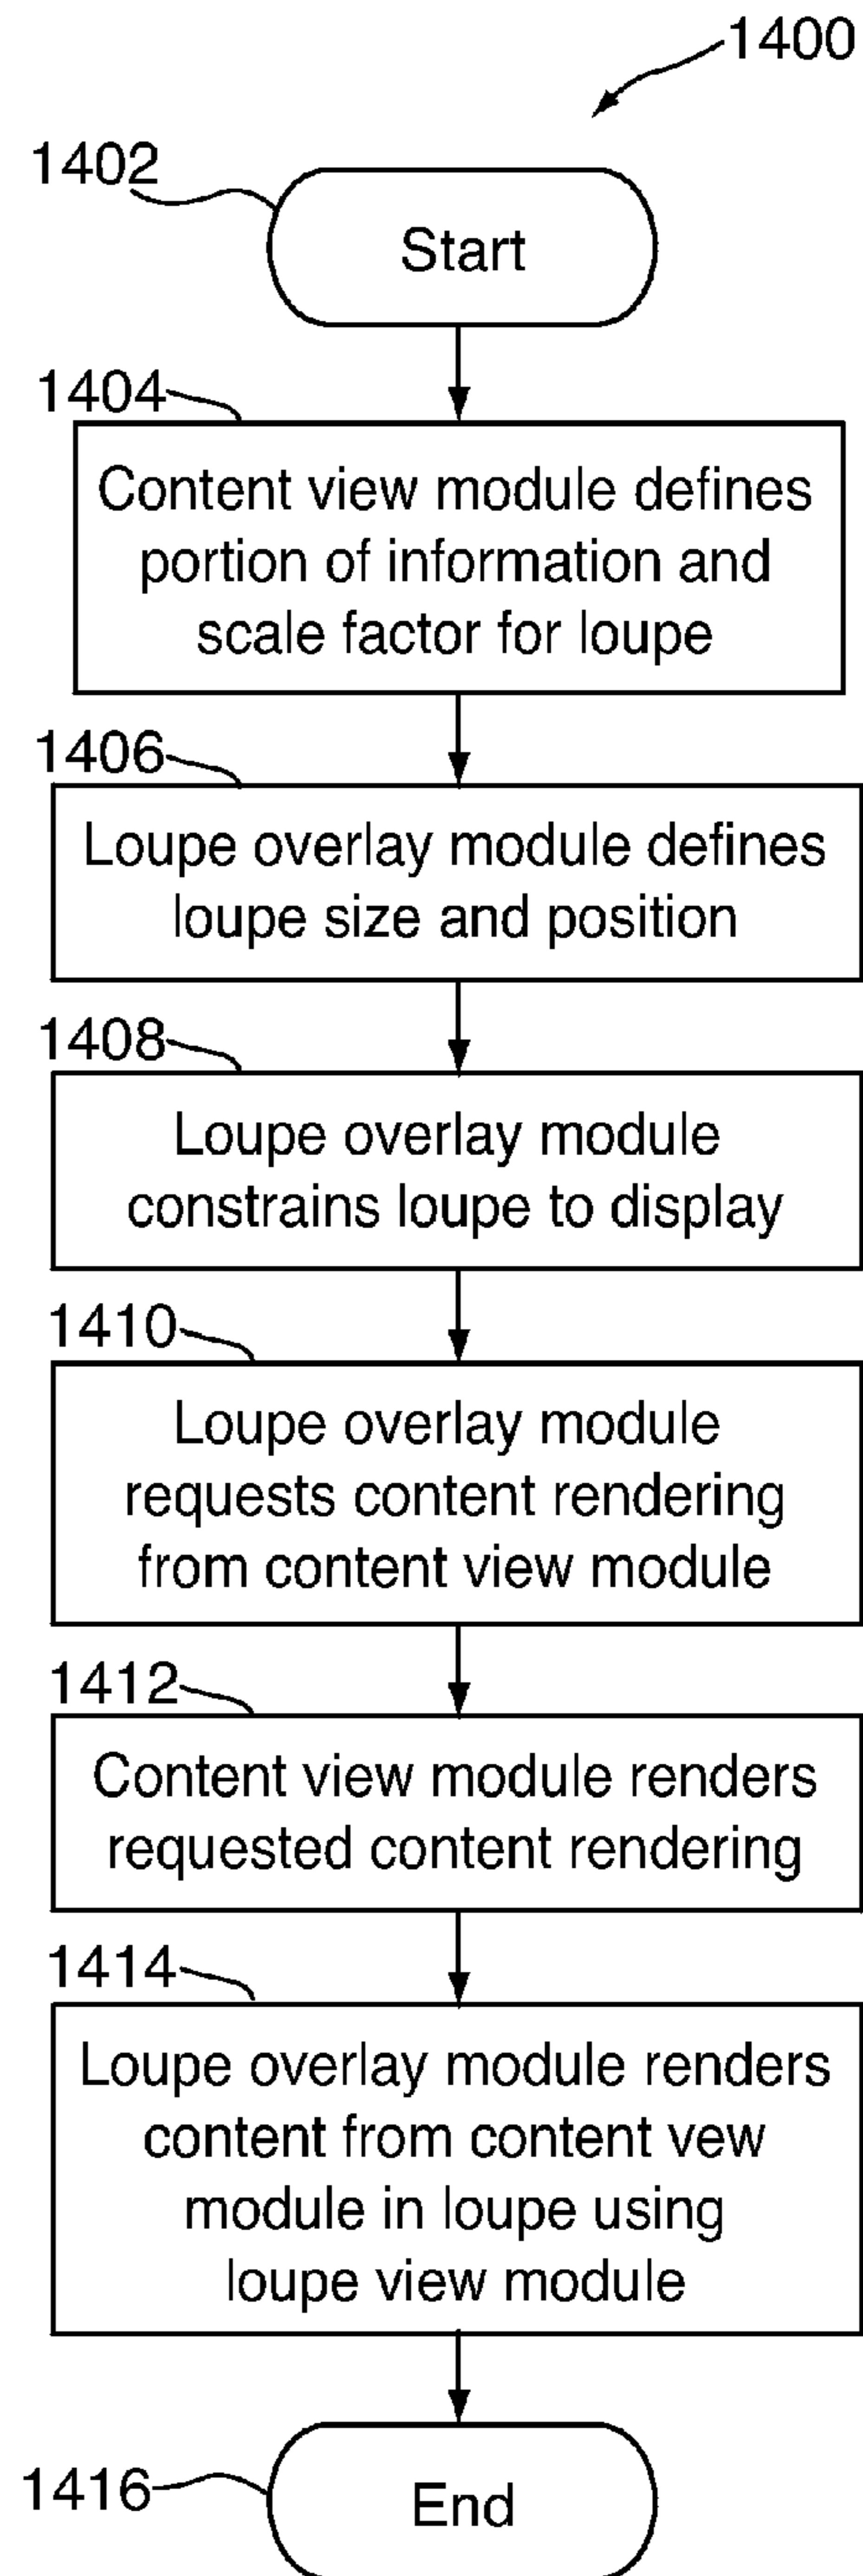 1400
1402
Start
1404
Content view module defines
portion of information and
scale factor for loupe
1406
Loupe overlay module defines
loupe size and position
1408
Loupe overlay module
constrains loupe to display
1410
Loupe overlay module
requests content rendering
from content view module
1412
Content view module renders
requested content rendering
1414
Loupe overlay module renders
content from content vew
module in loupe using
loupe view module
1416
End